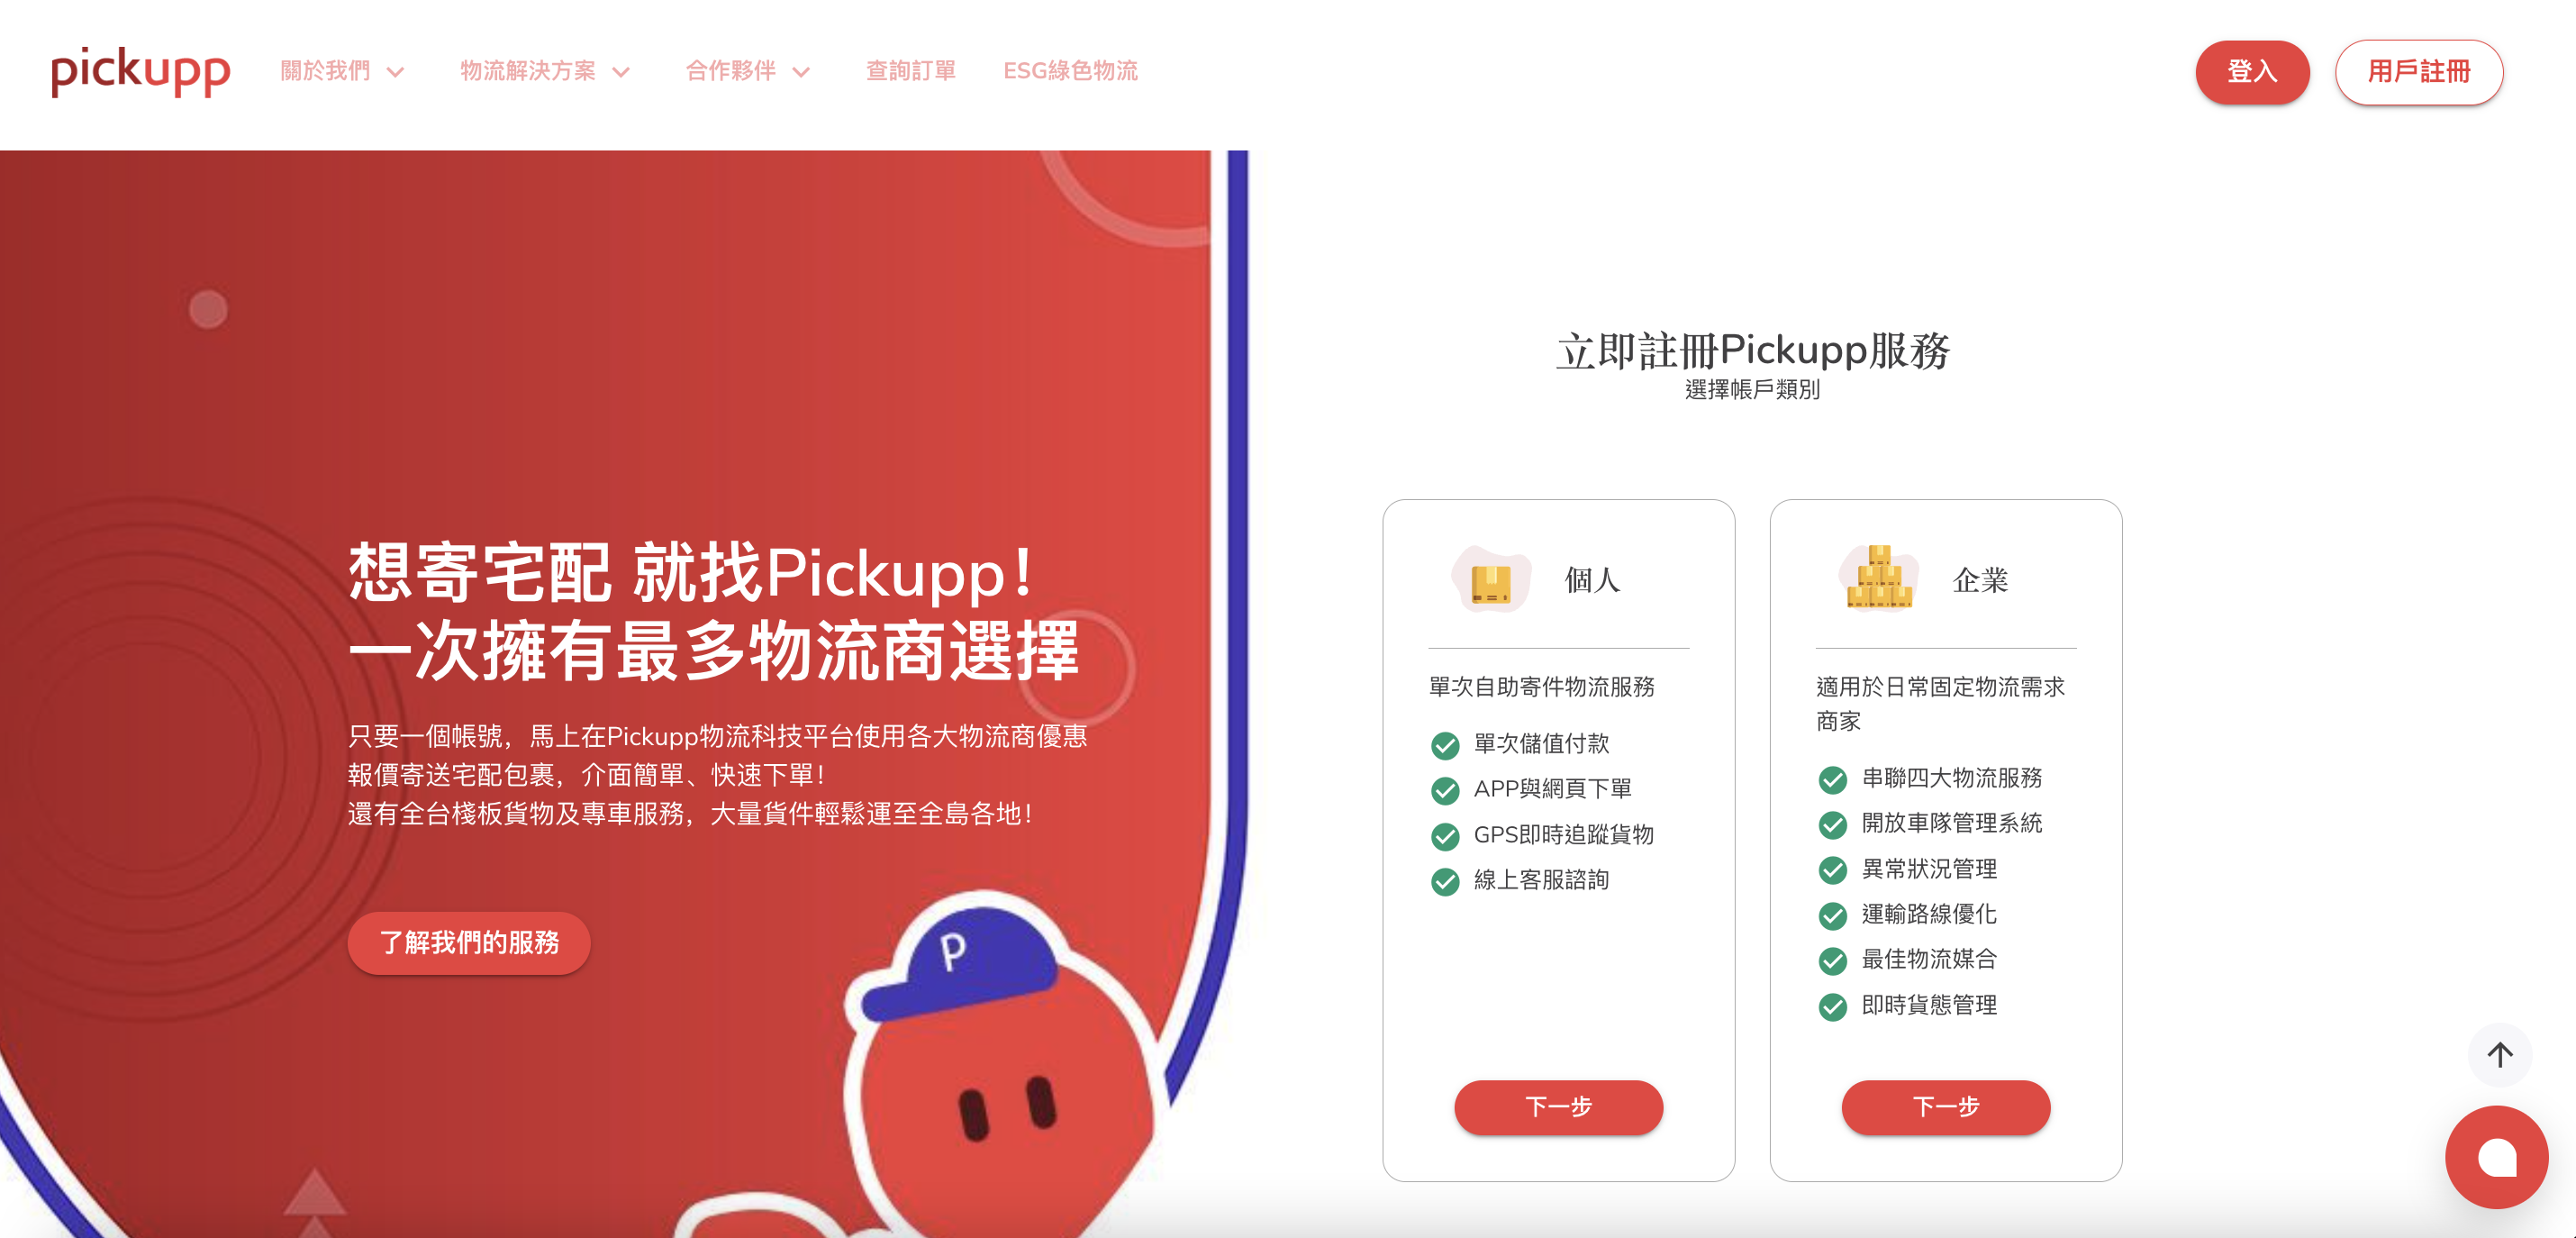 pickupp
關於我們
物流解決方案
合作夥伴
查詢訂單
ESG綠色物流
登入
用戶註冊
想寄宅配 就找Pickupp！
一次擁有最多物流商選擇
只要一個帳號，馬上在Pickupp物流科技平台使用各大物流商優惠
報價寄送宅配包裹，介面簡單、快速下單！
還有全台棧板貨物及專車服務，大量貨件輕鬆運至全島各地！
了解我們的服務
P
立即註冊Pickupp服務
選擇帳戶類別
個人
單次自助寄件物流服務
單次儲值付款
APP與網頁下單
GPS即時追蹤貨物
線上客服諮詢
下一步
企業
適用於日常固定物流需求
商家
串聯四大物流服務
開放車隊管理系統
異常狀況管理
運輸路線優化
最佳物流媒合
即時貨態管理
下一步